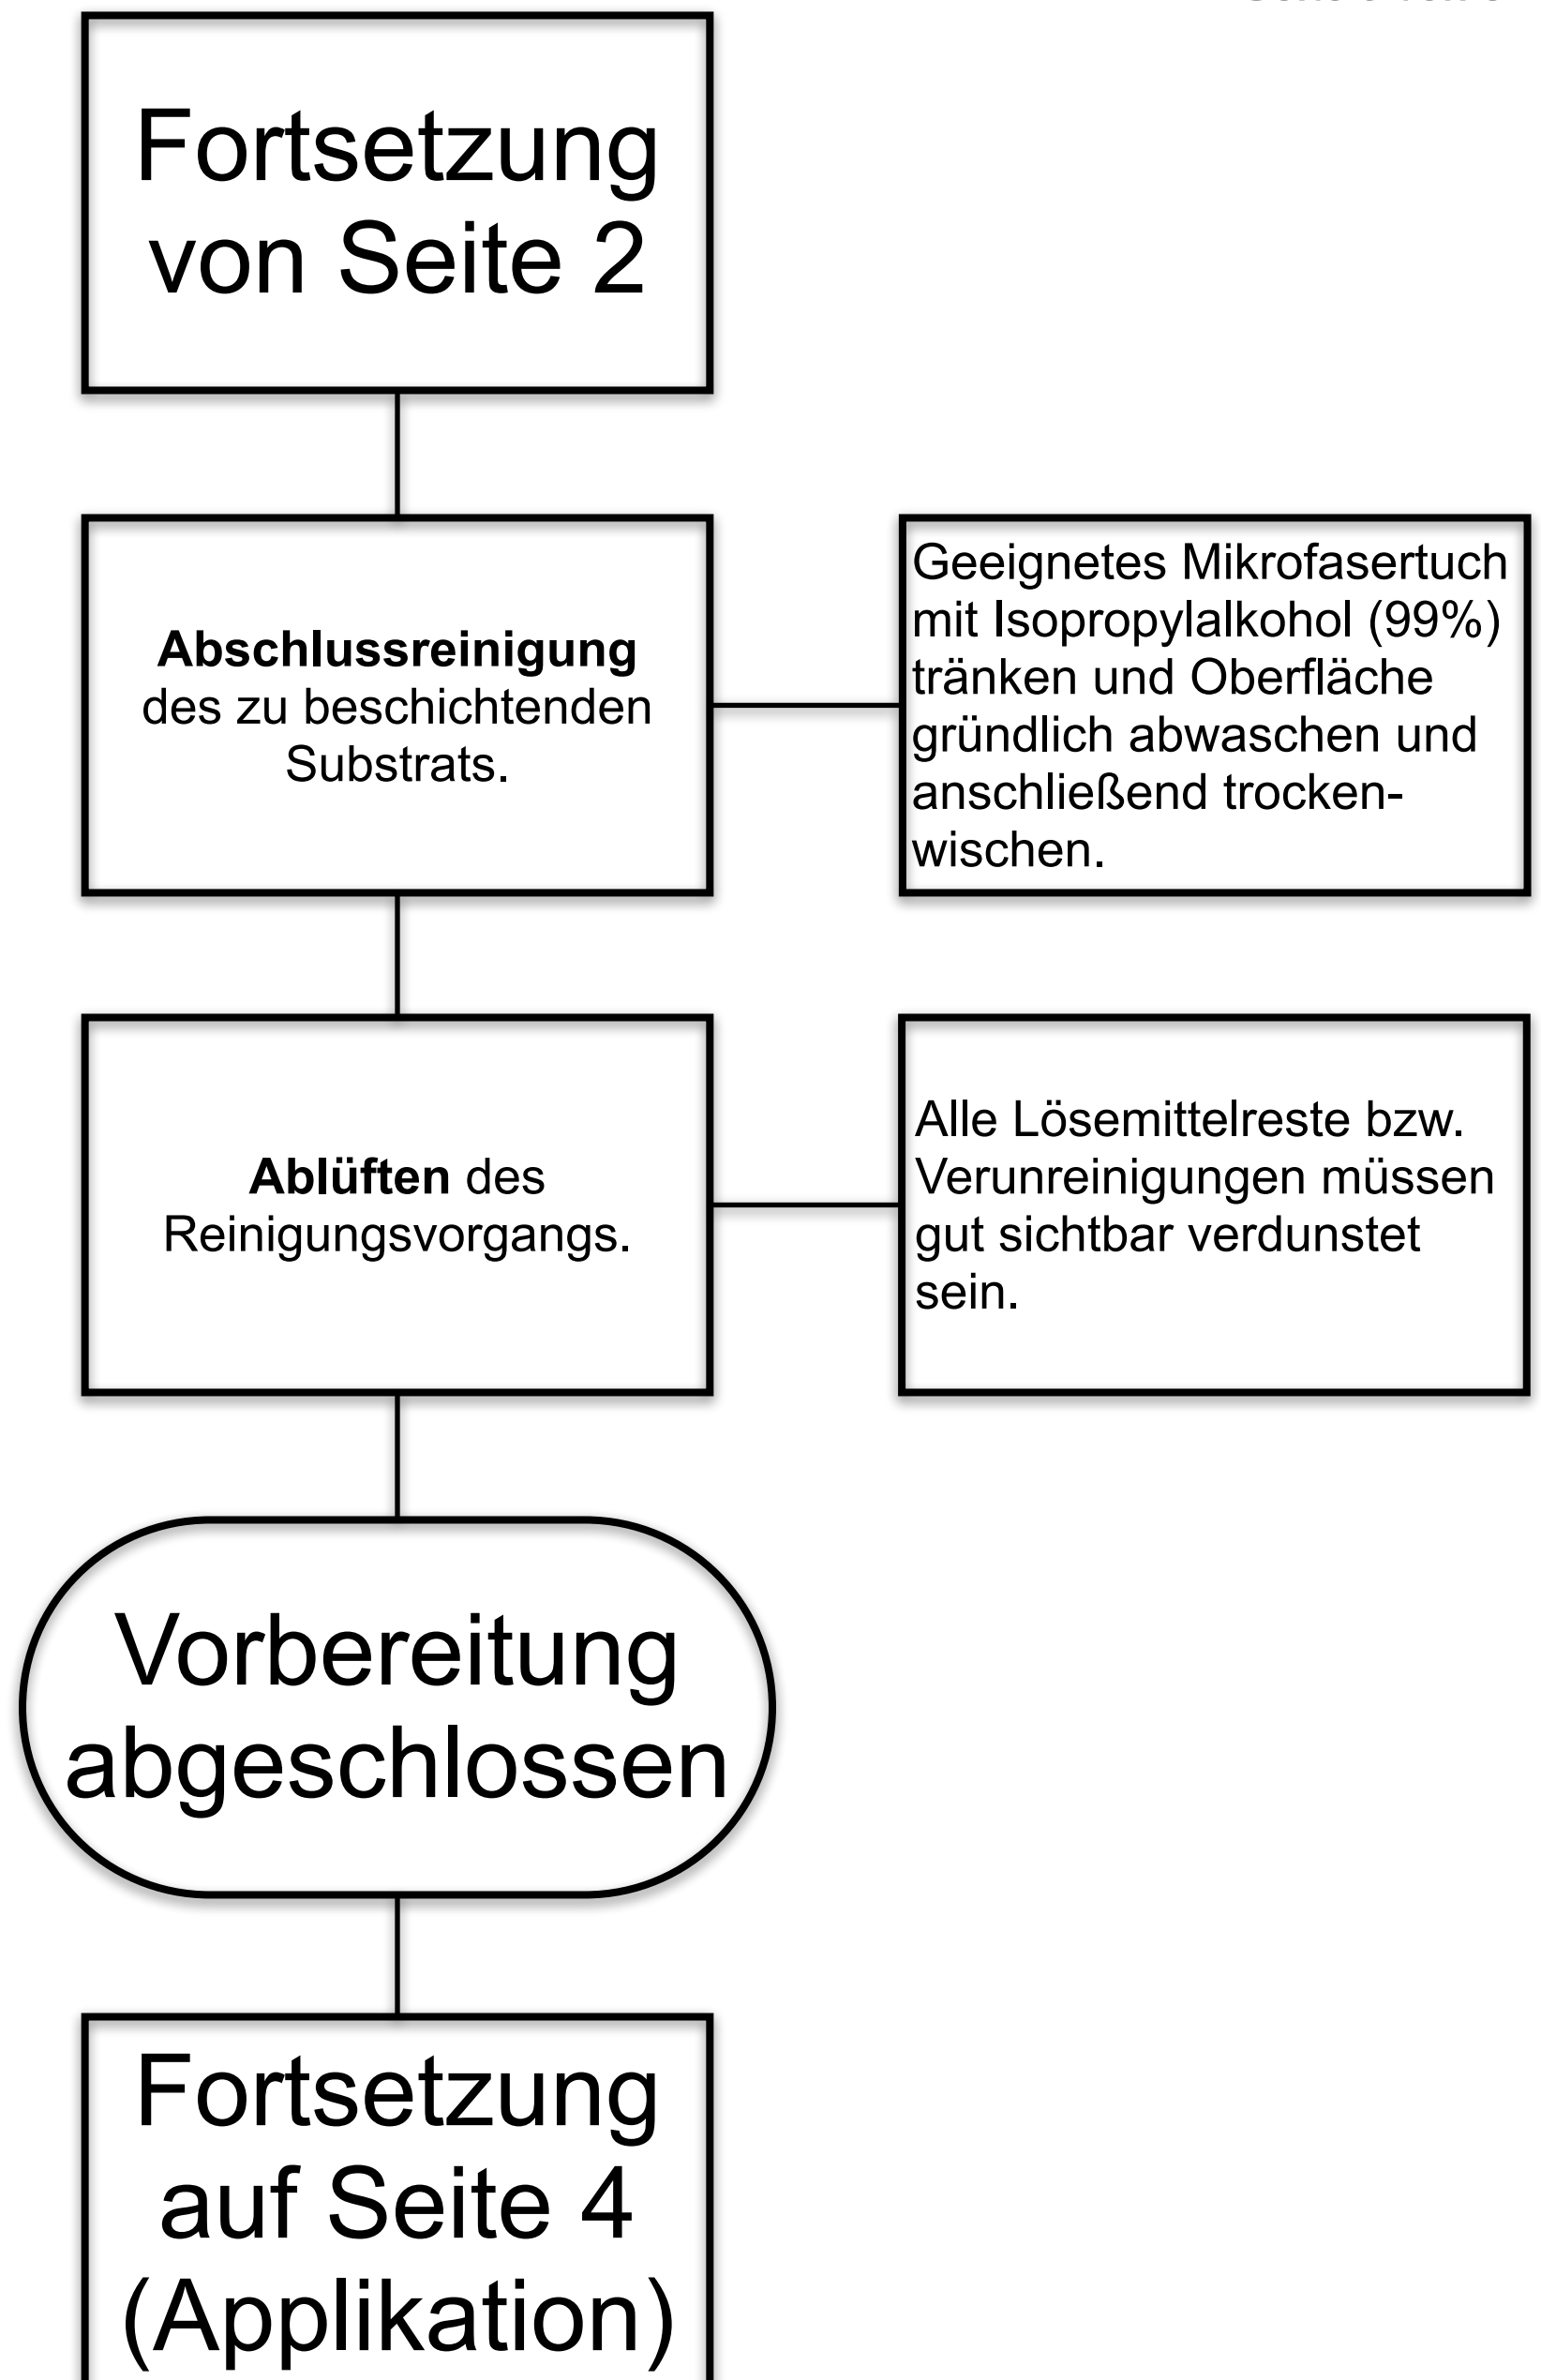 Fortsetzung
von Seite 2
Abschlussreinigung
des zu beschichtenden
Substrats.
Geeignetes Mikrofasertuch
mit Isopropylalkohol (99%)
tränken und Oberfläche
gründlich abwaschen und
anschließend trocken-
wischen.
Ablüften des
Reinigungsvorgangs.
Alle Lösemittelreste bzw.
Verunreinigungen müssen
gut sichtbar verdunstet
sein.
Vorbereitung
abgeschlossen
Fortsetzung
auf Seite 4
(Applikation)